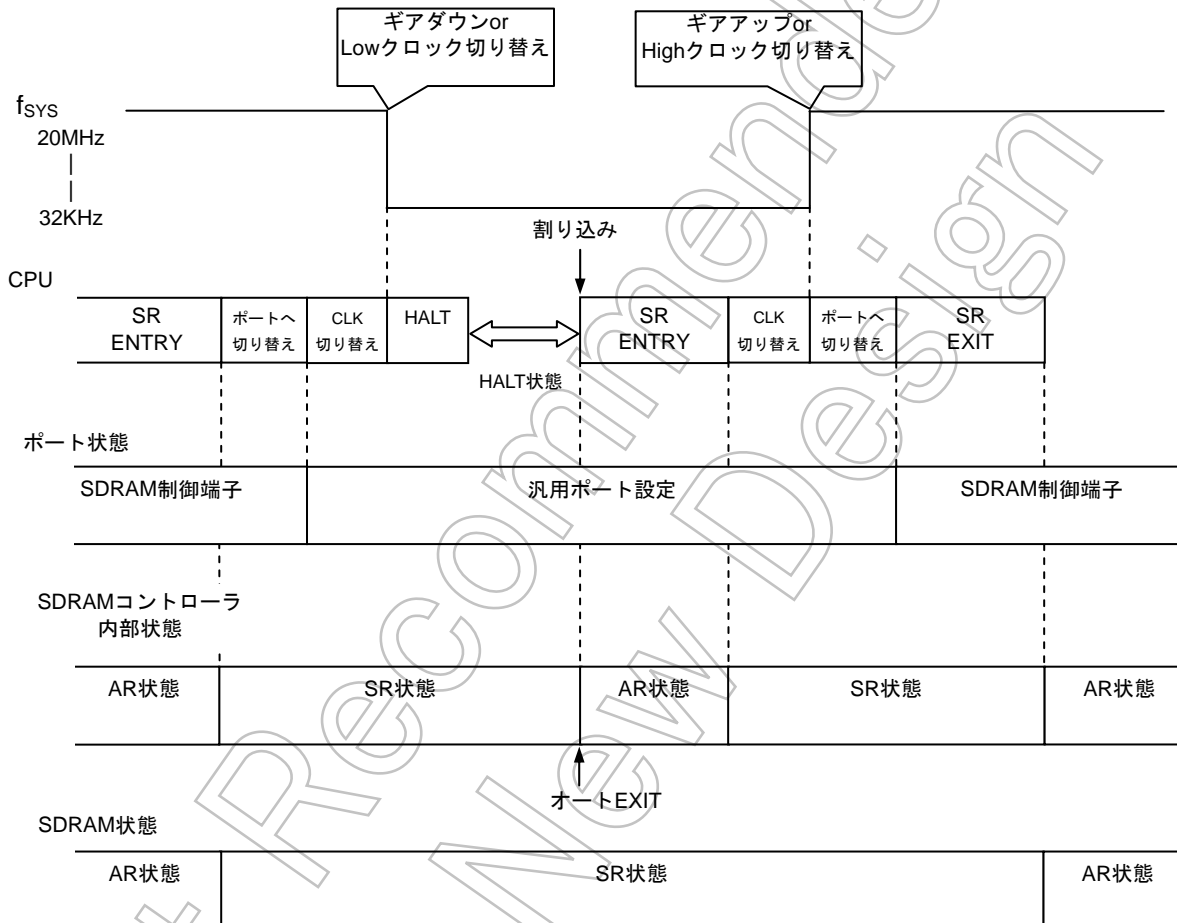 ギアダウンor
Lowクロック切り替え
ギアアップor
Highクロック切り替え
fSYS
20MHz
32KHz
割り込み
CPU
SR
ENTRY
ポートへ
切り替え
CLK
切り替え
HALT
SR
ENTRY
CLK
切り替え
ポートへ
切り替え
SR
EXIT
HALT状態
ポート状態
SDRAM制御端子
汎用ポート設定
SDRAM制御端子
SDRAMコントローラ
内部状態
AR状態
SR状態
AR状態
SR状態
AR状態
オートEXIT
SDRAM状態
AR状態
SR状態
AR状態
Recommende
New Design